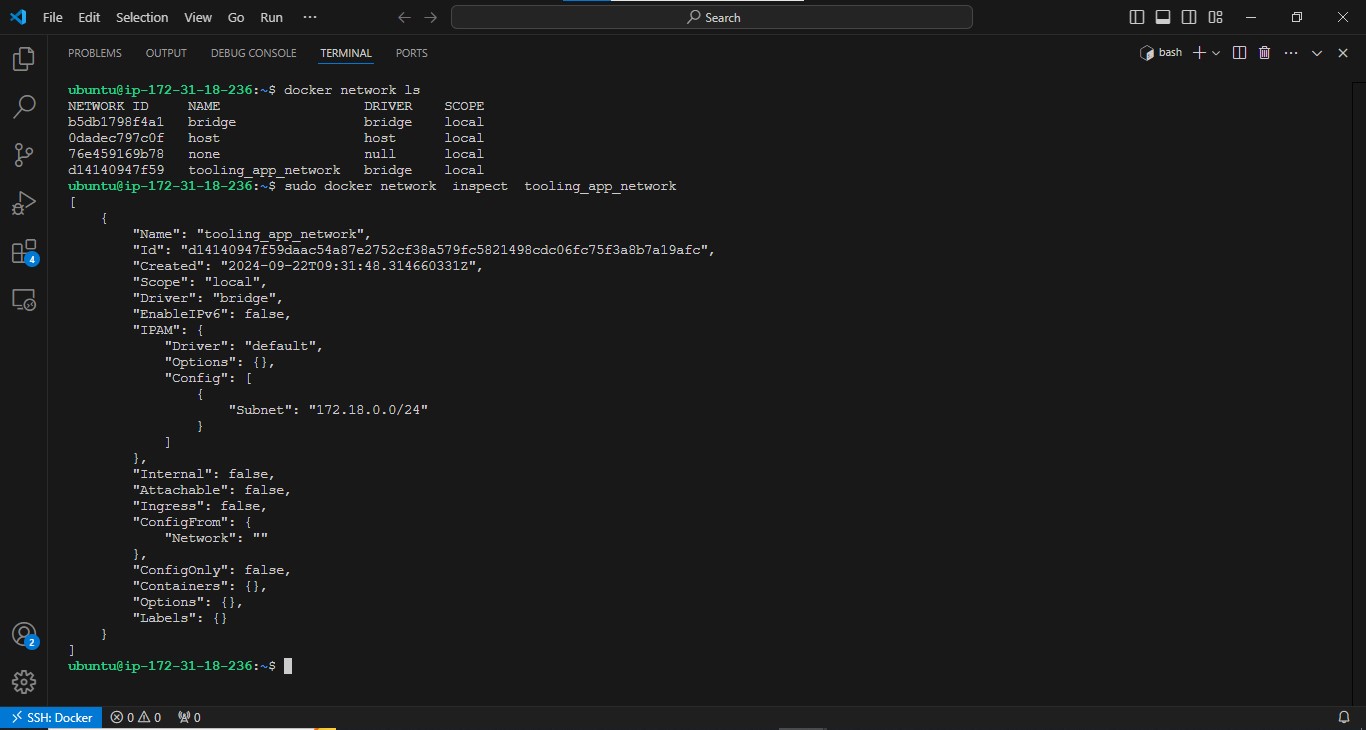 File Edit Selection View Go Run ··· Search
PROBLEMS OUTPUT DEBUG CONSOLE TERMINAL PORTS bash
ubuntu@ip-172-31-18-236:~$ docker network ls
NETWORK ID NAME DRIVER SCOPE
b5db1798f4a1 bridge bridge local
0dadec797c0f host host local
76e459169b78 none null local
d14140947f59 tooling_app_network bridge local
ubuntu@ip-172-31-18-236:~$ sudo docker network  inspect  tooling_app_network
[
    {
        "Name": "tooling_app_network",
        "Id": "d14140947f59daac54a87e2752cf38a579fc5821498cdc06fc75f3a8b7a19afc",
        "Created": "2024-09-22T09:31:48.314660331Z",
        "Scope": "local",
        "Driver": "bridge",
        "EnableIPv6": false,
        "IPAM": {
            "Driver": "default",
            "Options": {},
            "Config": [
                {
                    "Subnet": "172.18.0.0/24"
                }
            ]
        },
        "Internal": false,
        "Attachable": false,
        "Ingress": false,
        "ConfigFrom": {
            "Network": ""
        },
        "ConfigOnly": false,
        "Containers": {},
        "Options": {},
        "Labels": {}
    }
]
ubuntu@ip-172-31-18-236:~$
4
2
SSH: Docker 0 0 0